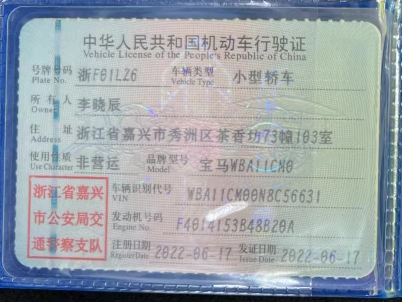 中华人民共和国机动车行驶证
Vehicle License of the People's Republic of China
号牌号码 浙F01LZ6 车辆类型 小型轿车
Plate No. Vehicle Type
所有人 李晓辰
Owner
住址 浙江省嘉兴市秀洲区茶香坊73幢103室
Address
使用性质 非营运 品牌型号 宝马WBA11CM0
Use Character Model
浙江省嘉兴
市公安局交
通警察支队
车辆识别代号 WBA11CM00N8C56631
VIN
发动机号码 F4014153B48B20A
Engine No.
注册日期 2022-06-17 发证日期 2022-06-17
Register Date Issue Date